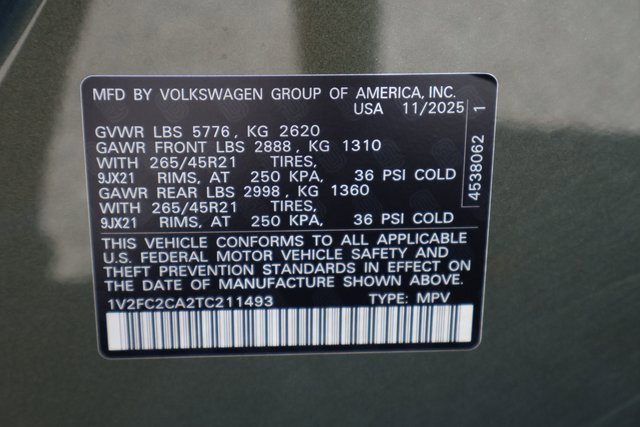 MFD BY VOLKSWAGEN GROUP OF AMERICA, INC.
USA 11/2025
GVWR LBS 5776, KG 2620
GAWR FRONT LBS 2888, KG 1310
WITH 265/45R21 TIRES,
9JX21 RIMS, AT 250 KPA, 36 PSI COLD
GAWR REAR LBS 2998, KG 1360
WITH 265/45R21 TIRES,
9JX21 RIMS, AT 250 KPA, 36 PSI COLD
THIS VEHICLE CONFORMS TO ALL APPLICABLE
U.S. FEDERAL MOTOR VEHICLE SAFETY AND
THEFT PREVENTION STANDARDS IN EFFECT ON
THE DATE OF MANUFACTURE SHOWN ABOVE.
1V2FC2CA2TC211493 TYPE: MPV
4538062 1